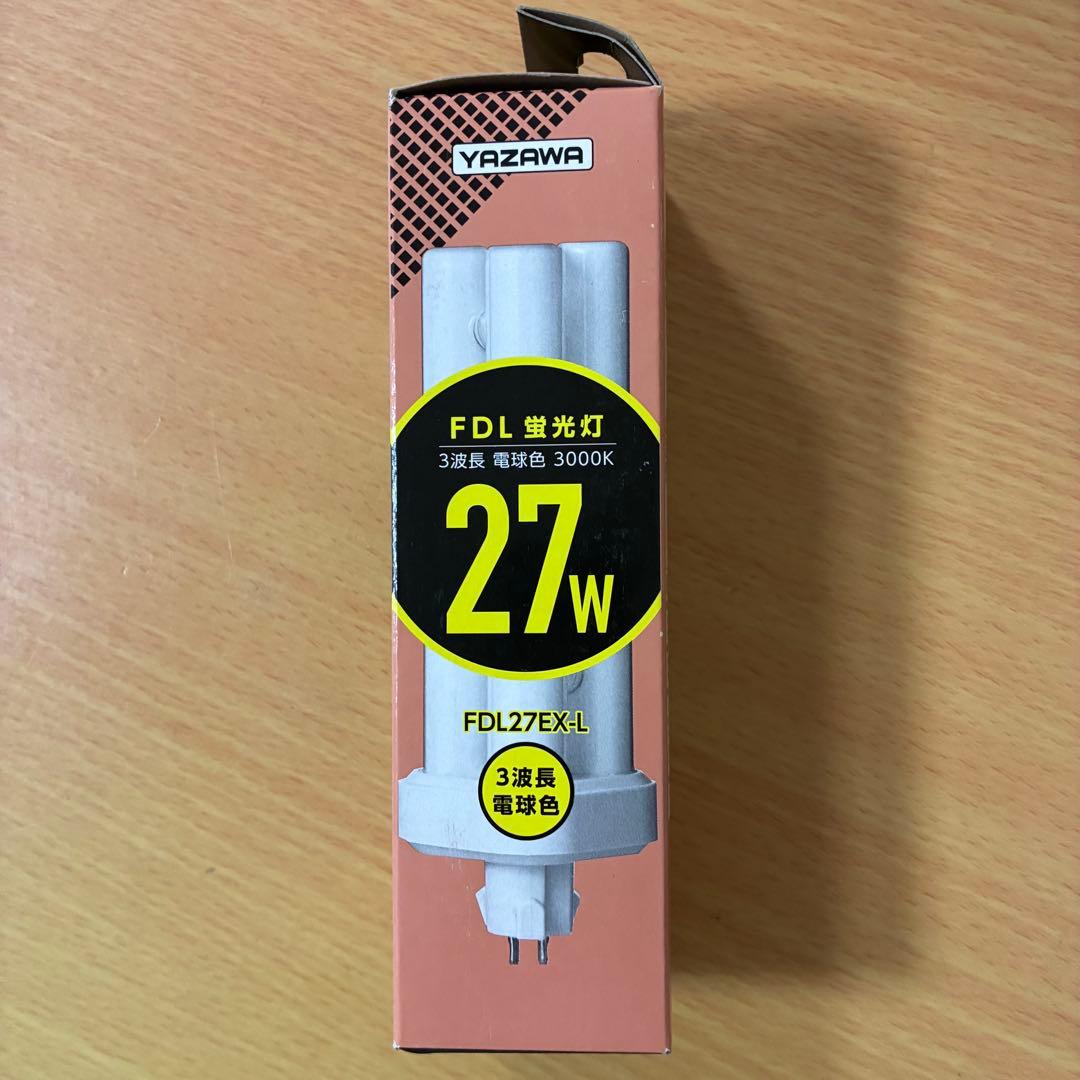 YAZAWA
FDL 蛍光灯
3波長 電球色 3000K
27W
FDL27EX-L
3波長
電球色